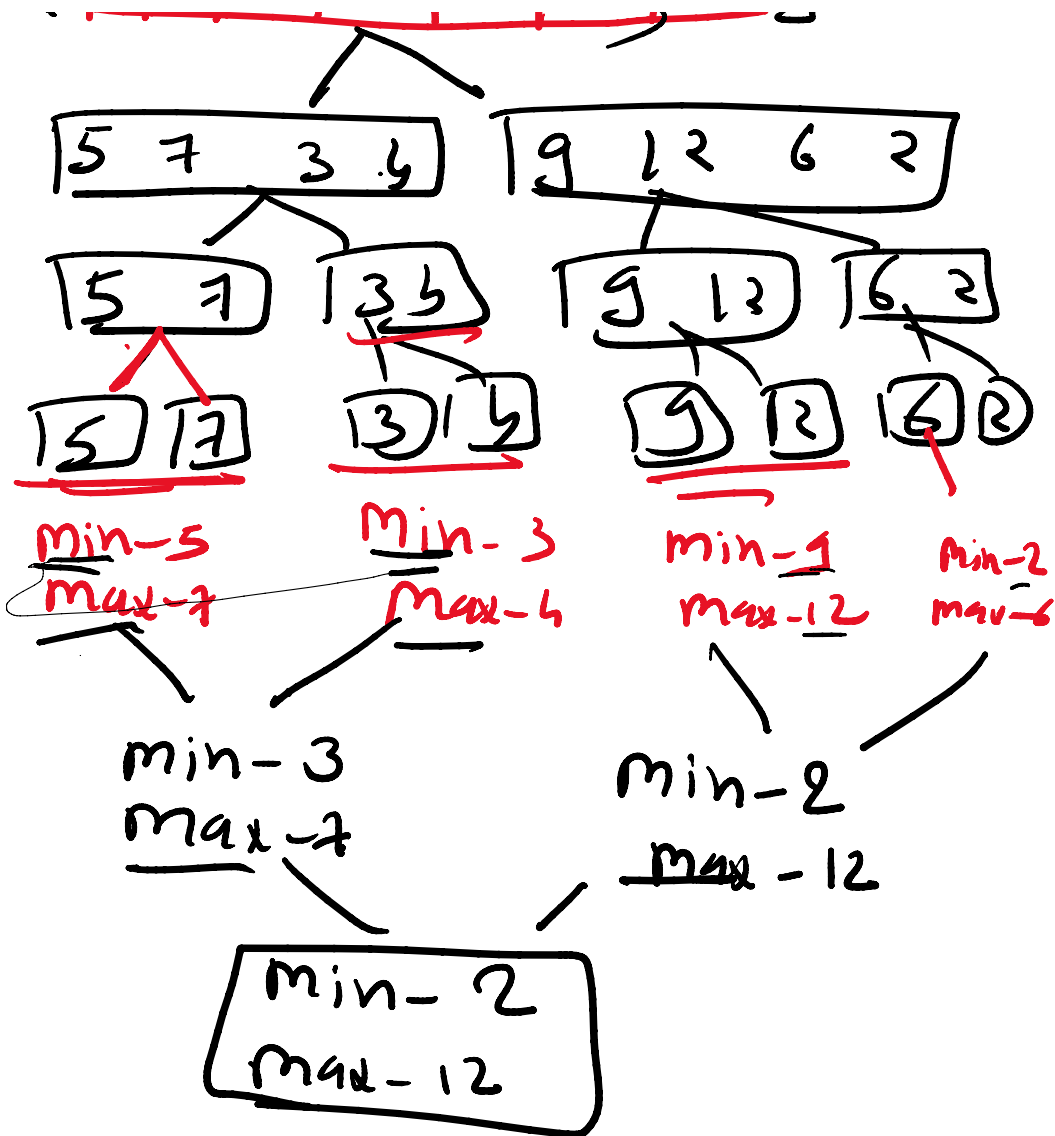 5 7 3 4 9 12 6 2
5 7 3 4 9 12 6 2
5 7 3 4 9 12 6 2
min-5 min-3 min-9 min-2
max-7 max-4 max-12 max-6
min-3 min-2
max-7 max-12
min-2
max-12